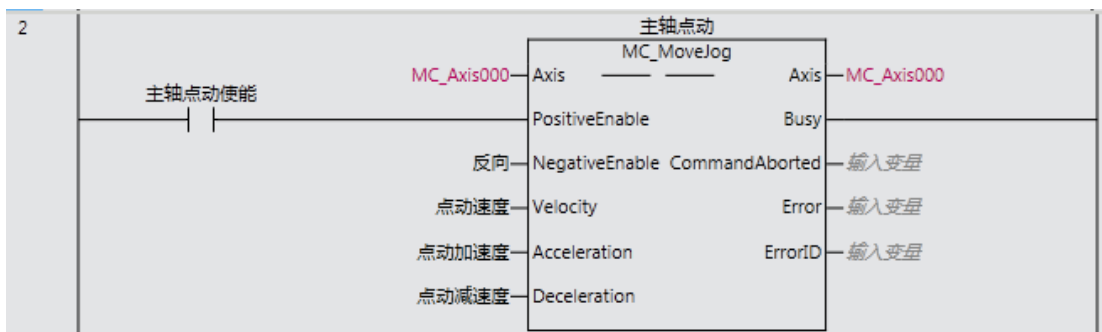 2
主轴点动
MC_MoveJog
MC_Axis000 Axis Axis MC_Axis000
主轴点动使能
PositiveEnable Busy
反向 NegativeEnable CommandAborted 输入变量
点动速度 Velocity Error 输入变量
点动加速度 Acceleration ErrorID 输入变量
点动减速度 Deceleration